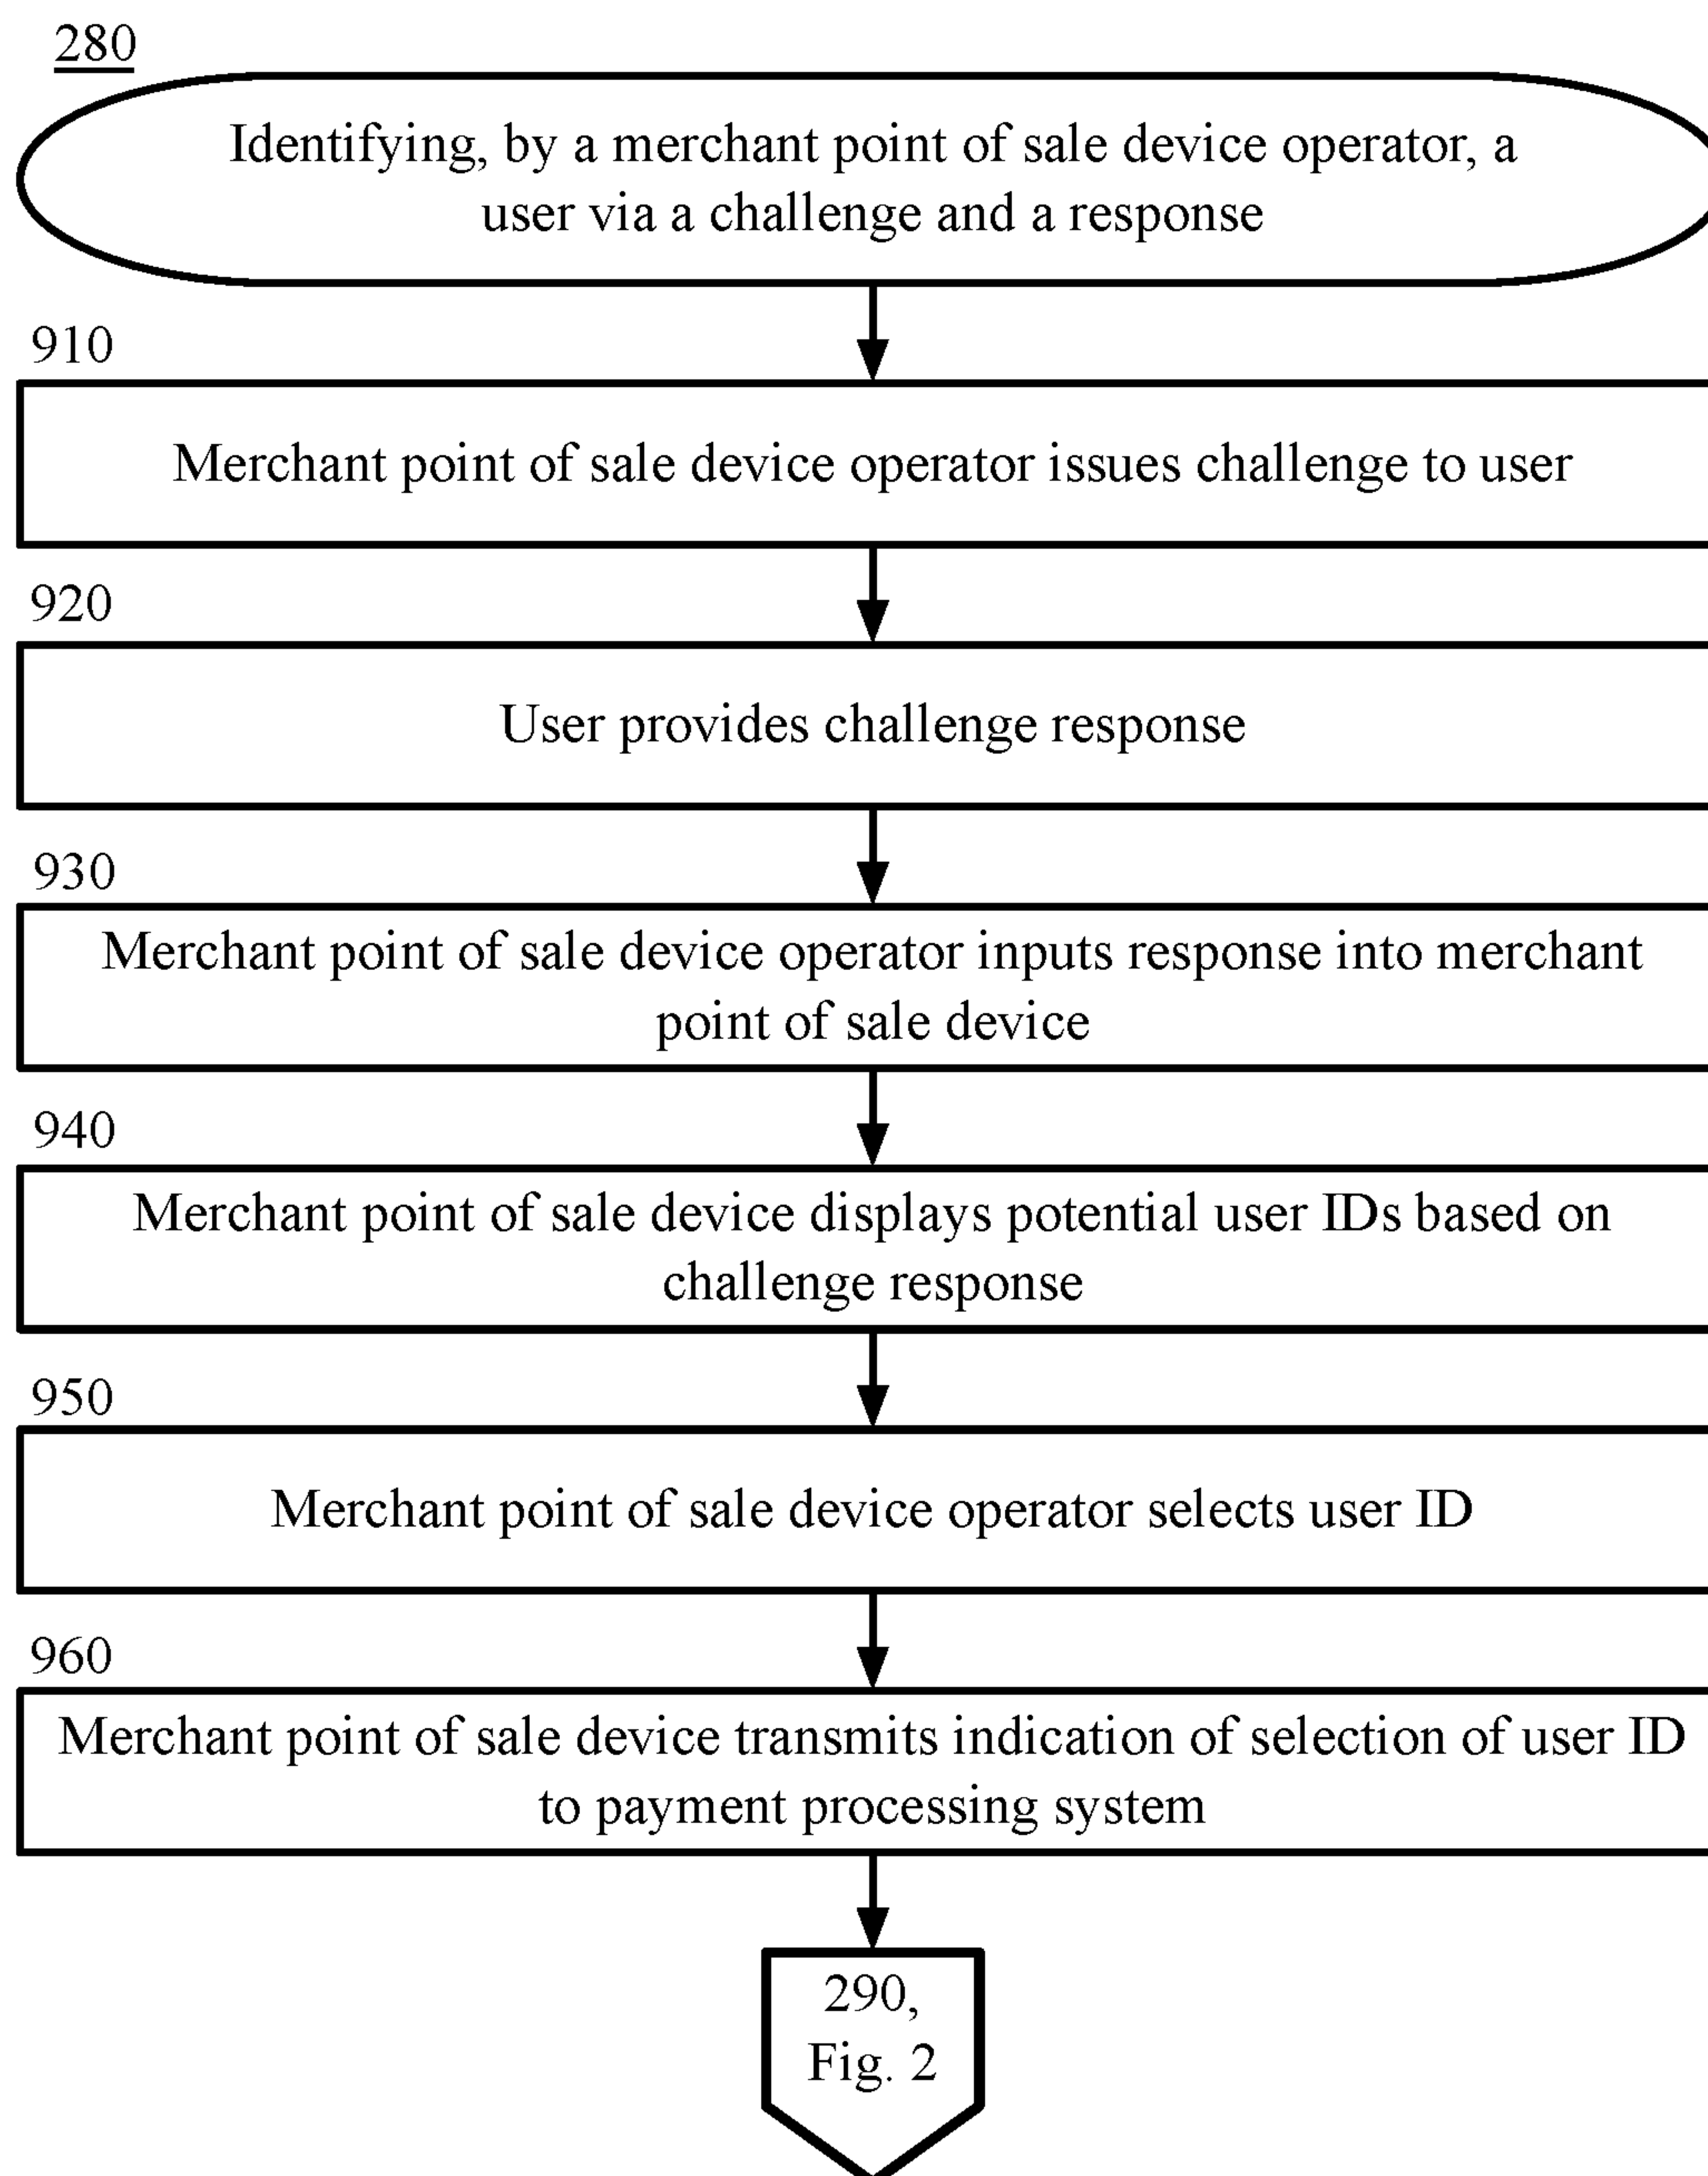 280
Identifying, by a merchant point of sale device operator, a
user via a challenge and a response
910
Merchant point of sale device operator issues challenge to user
920
User provides challenge response
930
Merchant point of sale device operator inputs response into merchant
point of sale device
940
Merchant point of sale device displays potential user IDs based on
challenge response
950
Merchant point of sale device operator selects user ID
960
Merchant point of sale device transmits indication of selection of user ID
to payment processing system
290,
Fig. 2